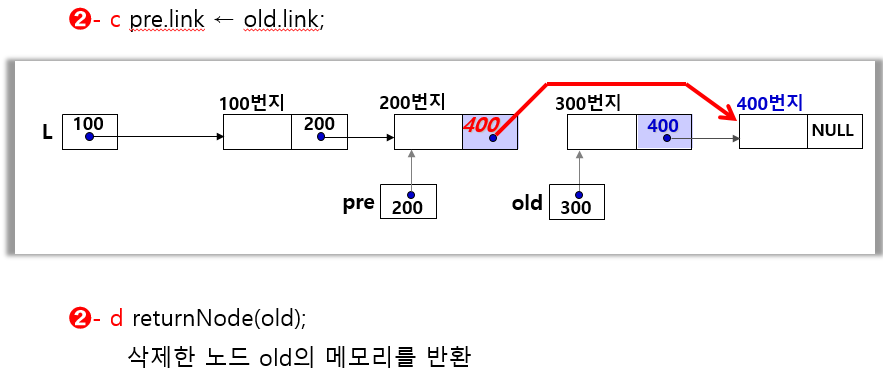 ❷- c pre.link ← old.link;
100번지 200번지 300번지 400번지
L 100 200 400 400 NULL
pre 200 old 300
❷- d returnNode(old);
삭제한 노드 old의 메모리를 반환